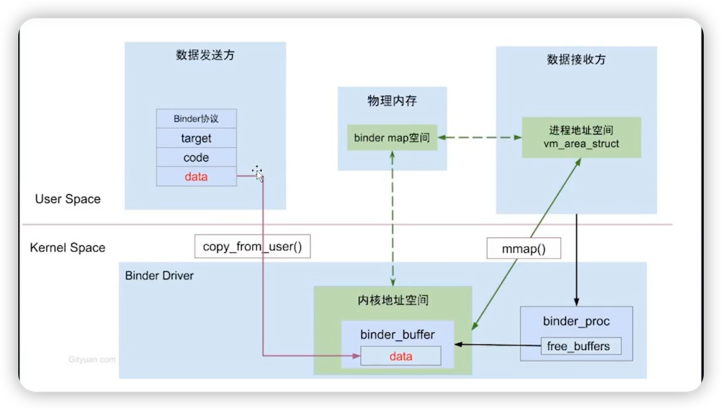 数据发送方
Binder协议
target
code
data
物理内存
binder map空间
数据接收方
进程地址空间
vm_area_struct
User Space
Kernel Space
copy_from_user()
mmap()
Binder Driver
内核地址空间
binder_buffer
data
binder_proc
free_buffers
Gityuan.com